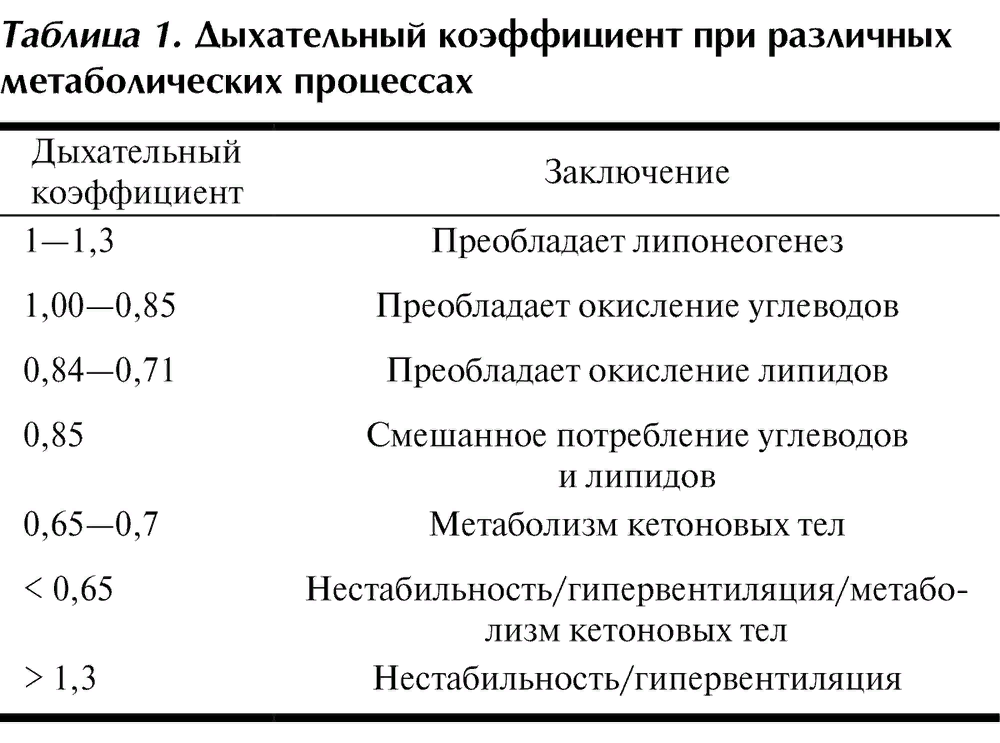 Таблица 1. Дыхательный коэффициент при различных
метаболических процессах
Дыхательный
коэффициент
Заключение
1—1,3 Преобладает липонеогенез
1,00—0,85 Преобладает окисление углеводов
0,84—0,71 Преобладает окисление липидов
0,85 Смешанное потребление углеводов
и липидов
0,65—0,7 Метаболизм кетоновых тел
< 0,65 Нестабильность/гипервентиляция/метабо-
лизм кетоновых тел
> 1,3 Нестабильность/гипервентиляция